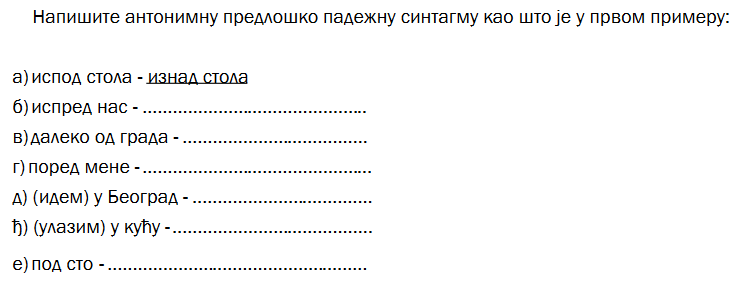 Напишите антонимну предлошко падежну синтагму као што је у првом примеру:
а) испод стола - изнад стола
б) испред нас - .............................................
в) далеко од града - .....................................
г) поред мене - ..............................................
д) (идем) у Београд - ....................................
ђ) (улазим) у кућу - ........................................
е) под сто - ....................................................